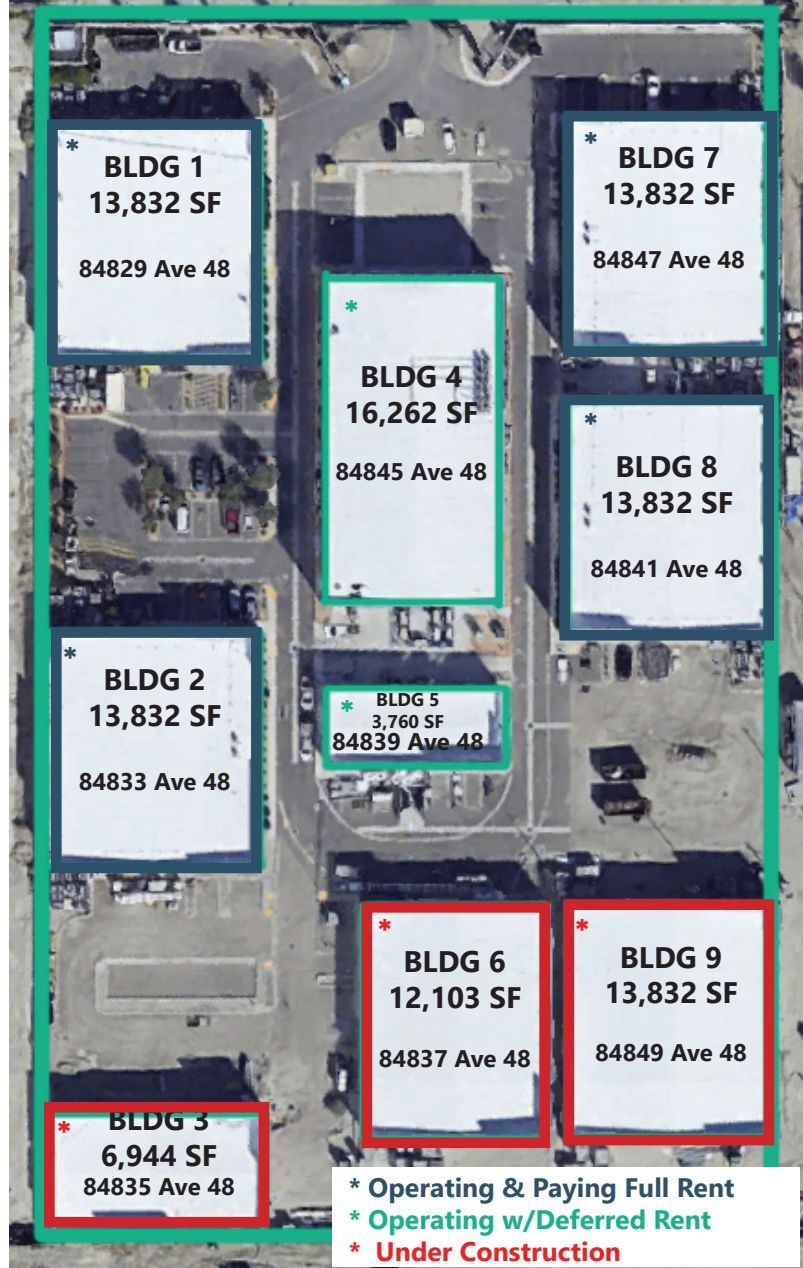 *
BLDG 1
13,832 SF
84829 Ave 48
*
BLDG 7
13,832 SF
84847 Ave 48
*
BLDG 4
16,262 SF
84845 Ave 48
*
BLDG 8
13,832 SF
84841 Ave 48
*
BLDG 2
13,832 SF
84833 Ave 48
*
BLDG 5
3,760 SF
84839 Ave 48
*
BLDG 6
12,103 SF
84837 Ave 48
*
BLDG 9
13,832 SF
84849 Ave 48
*
BLDG 3
6,944 SF
84835 Ave 48
* Operating & Paying Full Rent
* Operating w/Deferred Rent
* Under Construction